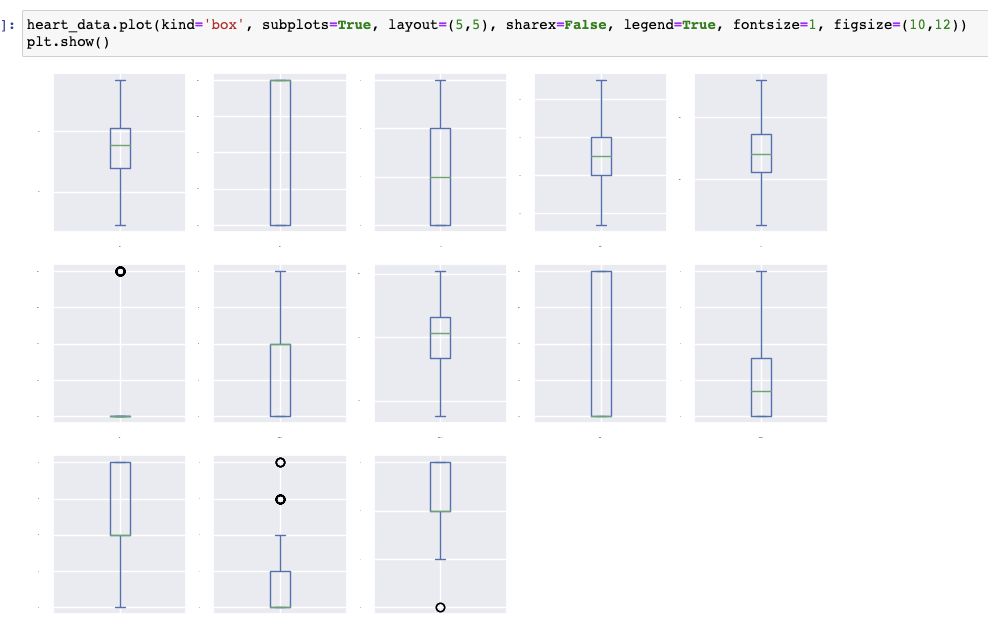 ]: heart_data.plot(kind='box', subplots=True, layout=(5,5), sharex=False, legend=True, fontsize=1, figsize=(10,12))
plt.show()